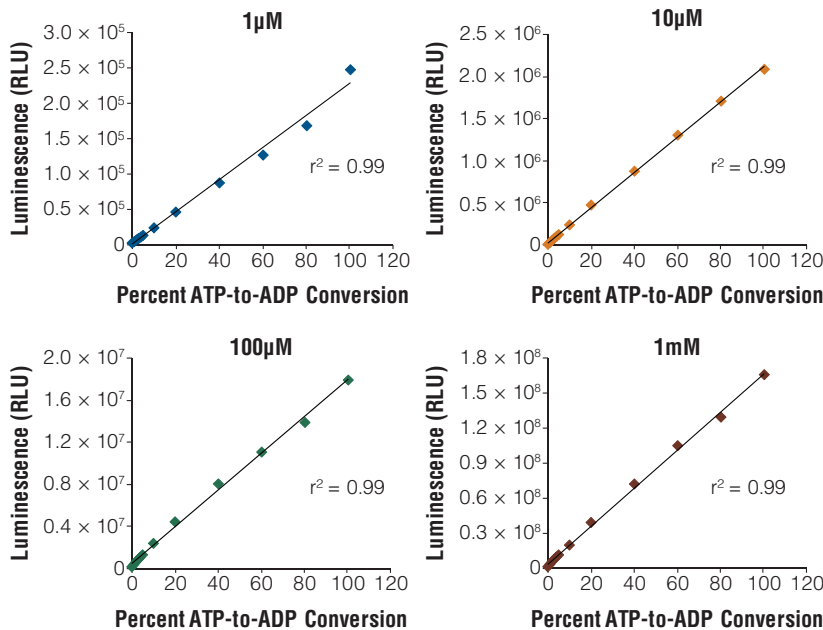 1µM
Luminescence (RLU)
3.0 × 10⁵
2.5 × 10⁵
2.0 × 10⁵
1.5 × 10⁵
1.0 × 10⁵
0.5 × 10⁵
0
r² = 0.99
0 20 40 60 80 100 120
Percent ATP-to-ADP Conversion
10µM
Luminescence (RLU)
2.5 × 10⁶
2.0 × 10⁶
1.5 × 10⁶
1.0 × 10⁶
0.5 × 10⁶
0
r² = 0.99
0 20 40 60 80 100 120
Percent ATP-to-ADP Conversion
100µM
Luminescence (RLU)
2.0 × 10⁷
1.6 × 10⁷
1.2 × 10⁷
0.8 × 10⁷
0.4 × 10⁷
0
r² = 0.99
0 20 40 60 80 100 120
Percent ATP-to-ADP Conversion
1mM
Luminescence (RLU)
1.8 × 10⁸
1.5 × 10⁸
1.2 × 10⁸
0.9 × 10⁸
0.6 × 10⁸
0.3 × 10⁸
0
r² = 0.99
0 20 40 60 80 100 120
Percent ATP-to-ADP Conversion